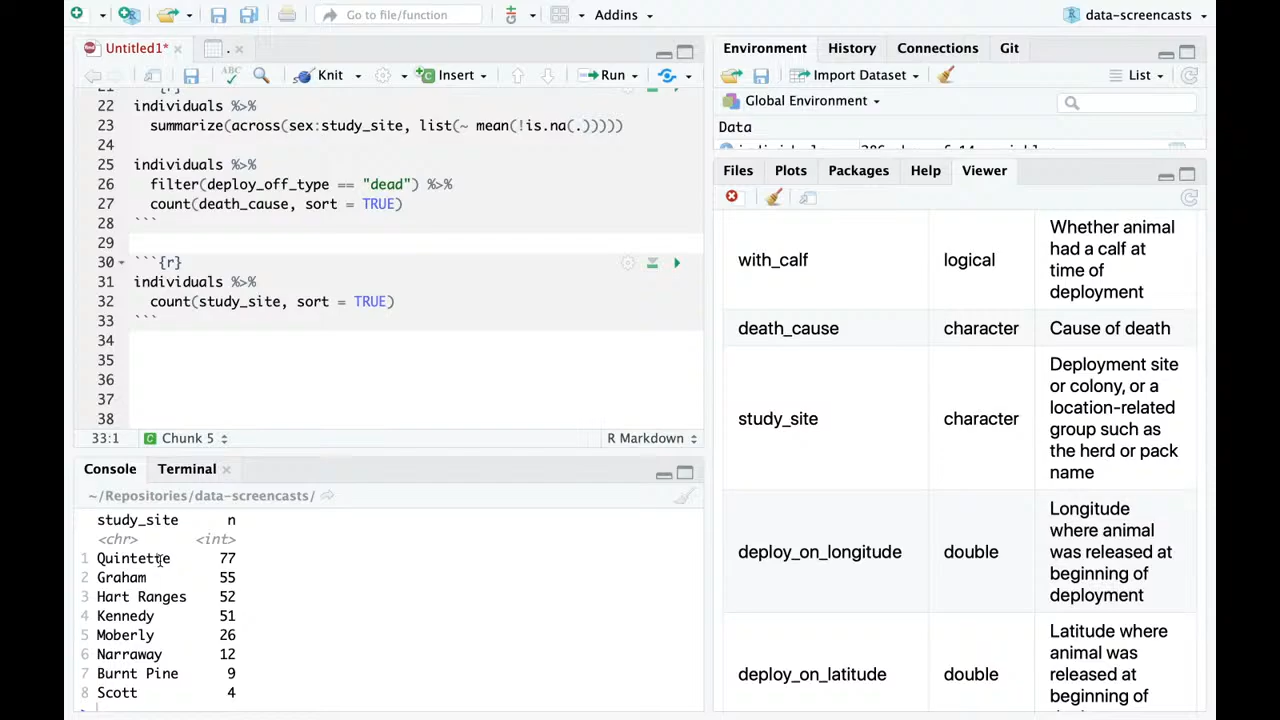 Go to file/function
Addins
data-screencasts
Untitled1*
.
Knit
Insert
Run
22 individuals %>%
23 summarize(across(sex:study_site, list(~ mean(!is.na(.)))))
24
25 individuals %>%
26 filter(deploy_off_type == "dead") %>%
27 count(death_cause, sort = TRUE)
28 ```
29
30 ```{r}
31 individuals %>%
32 count(study_site, sort = TRUE)
33 ```
34
35
36
37
38
33:1 Chunk 5 R Markdown
Console Terminal
~/Repositories/data-screencasts/
study_site n
<chr> <int>
1 Quintette 77
2 Graham 55
3 Hart Ranges 52
4 Kennedy 51
5 Moberly 26
6 Narraway 12
7 Burnt Pine 9
8 Scott 4
>
Environment History Connections Git
Import Dataset List
Global Environment
Data
Files Plots Packages Help Viewer
with_calf logical Whether animal
had a calf at
time of
deployment
death_cause character Cause of death
study_site character Deployment site
or colony, or a
location-related
group such as
the herd or pack
name
deploy_on_longitude double Longitude
where animal
was released at
beginning of
deployment
deploy_on_latitude double Latitude where
animal was
released at
beginning of